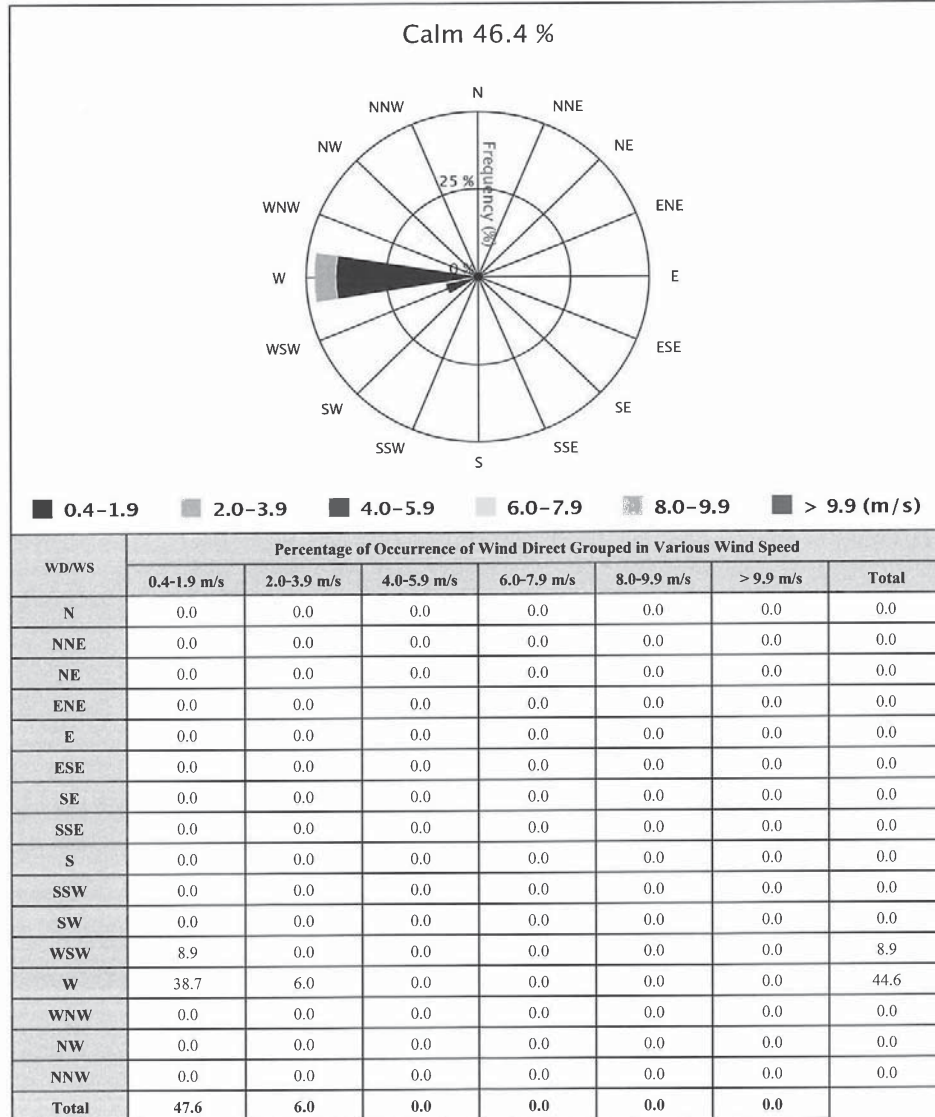 Calm 46.4 %
N
NNW
NNE
NW
NE
Frequency (%)
25 %
WNW
ENE
0 %
W
E
WSW
ESE
SW
SE
SSW
SSE
S
0.4-1.9 2.0-3.9 4.0-5.9 6.0-7.9 8.0-9.9 > 9.9 (m/s)
WD/WS Percentage of Occurrence of Wind Direct Grouped in Various Wind Speed
0.4-1.9 m/s 2.0-3.9 m/s 4.0-5.9 m/s 6.0-7.9 m/s 8.0-9.9 m/s > 9.9 m/s Total
N 0.0 0.0 0.0 0.0 0.0 0.0 0.0
NNE 0.0 0.0 0.0 0.0 0.0 0.0 0.0
NE 0.0 0.0 0.0 0.0 0.0 0.0 0.0
ENE 0.0 0.0 0.0 0.0 0.0 0.0 0.0
E 0.0 0.0 0.0 0.0 0.0 0.0 0.0
ESE 0.0 0.0 0.0 0.0 0.0 0.0 0.0
SE 0.0 0.0 0.0 0.0 0.0 0.0 0.0
SSE 0.0 0.0 0.0 0.0 0.0 0.0 0.0
S 0.0 0.0 0.0 0.0 0.0 0.0 0.0
SSW 0.0 0.0 0.0 0.0 0.0 0.0 0.0
SW 0.0 0.0 0.0 0.0 0.0 0.0 0.0
WSW 8.9 0.0 0.0 0.0 0.0 0.0 8.9
W 38.7 6.0 0.0 0.0 0.0 0.0 44.6
WNW 0.0 0.0 0.0 0.0 0.0 0.0 0.0
NW 0.0 0.0 0.0 0.0 0.0 0.0 0.0
NNW 0.0 0.0 0.0 0.0 0.0 0.0 0.0
Total 47.6 6.0 0.0 0.0 0.0 0.0